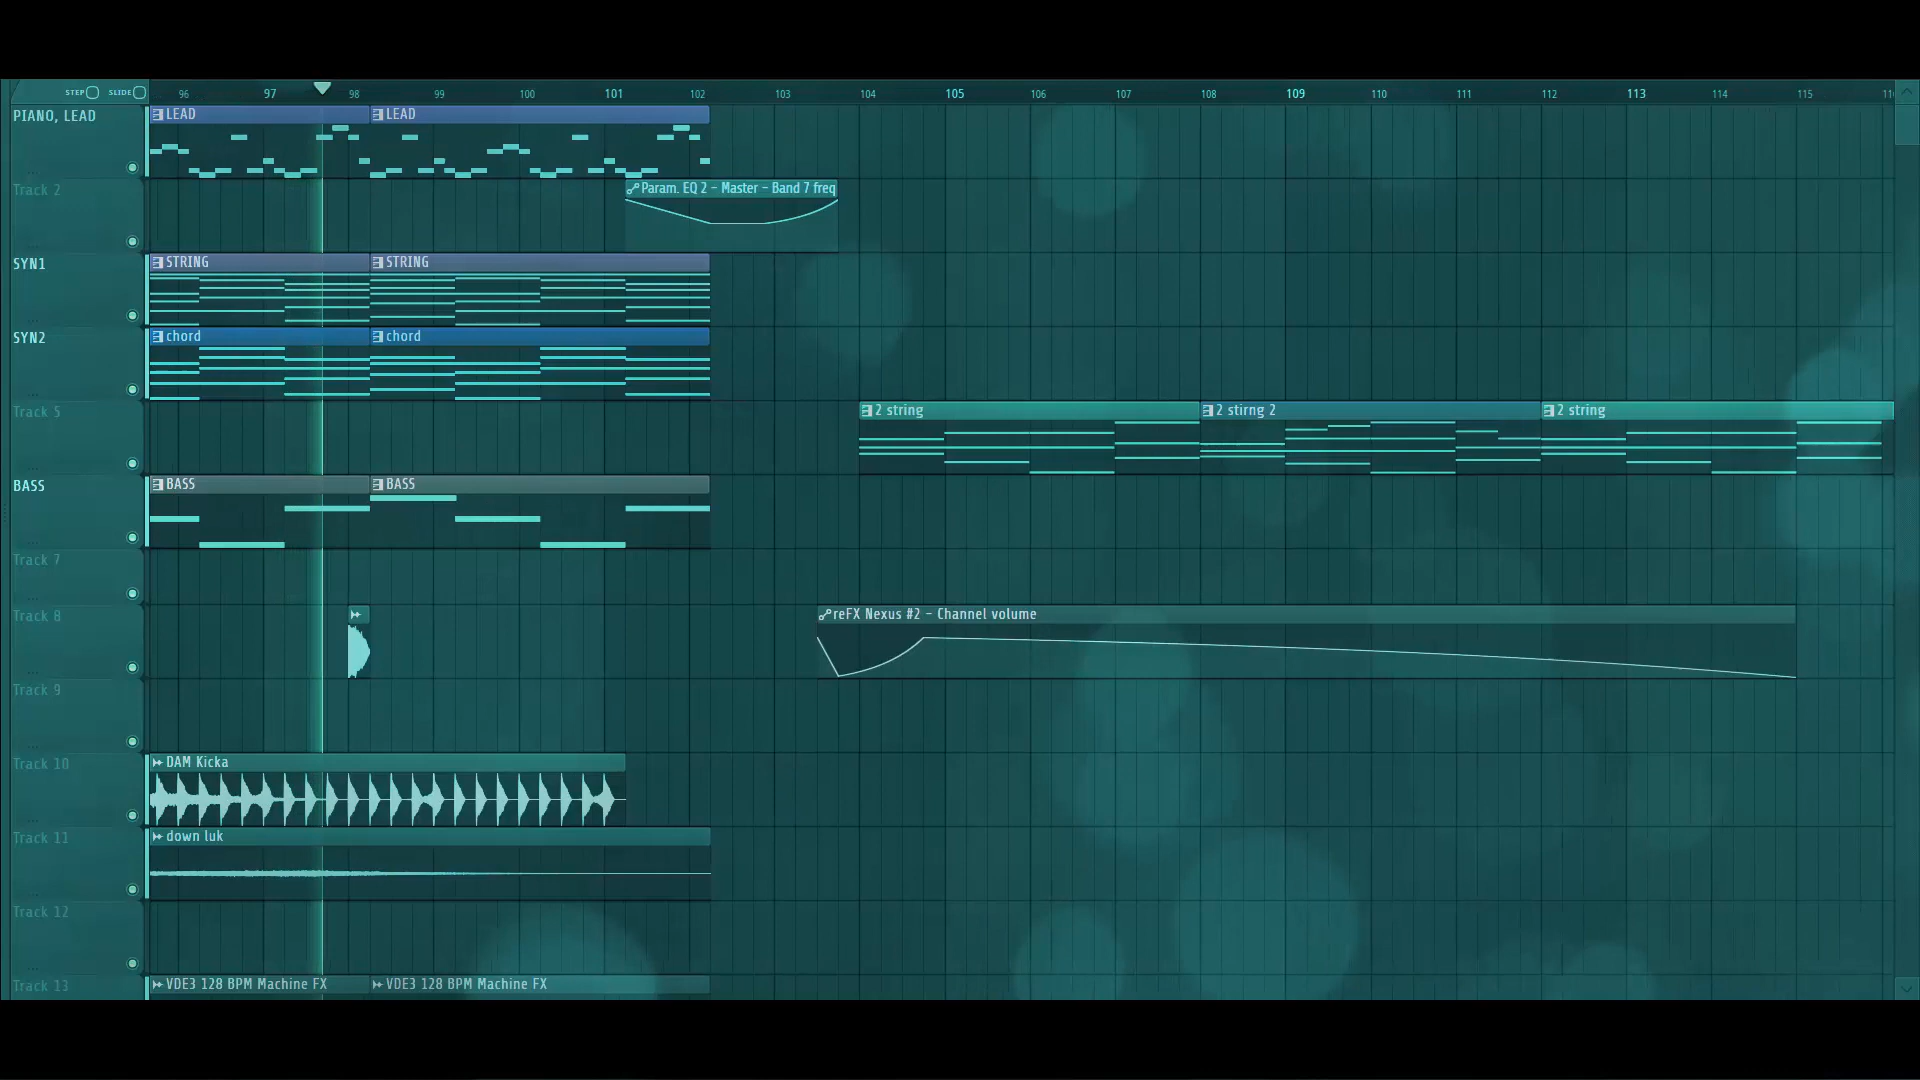 STEP SLIDE 96 97 98 99 100 101 102 103 104 105 106 107 108 109 110 111 112 113 114 115
PIANO, LEAD LEAD LEAD
Track 2 Param. EQ 2 - Master - Band 7 freq
SYN1 STRING STRING
SYN2 chord chord
Track 5 2 string 2 stirng 2 2 string
BASS BASS BASS
Track 7
Track 8 reFX Nexus #2 - Channel volume
Track 9
Track 10 DAM Kicka
Track 11 down luk
Track 12
Track 13 VDE3 128 BPM Machine FX VDE3 128 BPM Machine FX